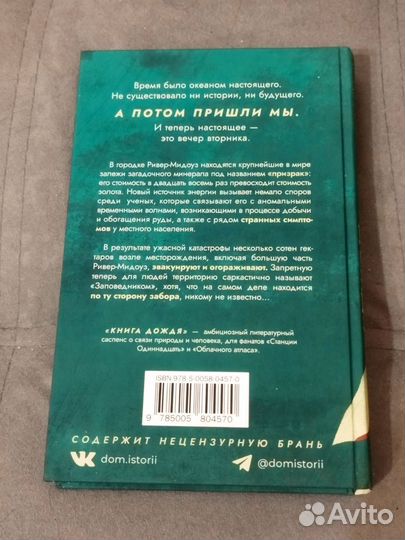 Время было океаном настоящего.
Не существовало ни истории, ни будущего.
А ПОТОМ ПРИШЛИ МЫ.
И теперь настоящее —
это вечер вторника.
В городке Ривер-Мидоуз находятся крупнейшие в мире
залежи загадочного минерала под названием «призрак»:
его стоимость в двадцать восемь раз превосходит стоимость
золота. Новый источник энергии вызывает немало споров
среди ученых, которые связывают его с аномальными
временными волнами, возникающими в процессе добычи
и обогащения руды, а также с рядом странных симпто-
мов у местного населения.
В результате ужасной катастрофы несколько сотен гек-
таров возле месторождения, включая большую часть
Ривер-Мидоуз, эвакуируют и огораживают. Запретную
теперь для людей территорию саркастично называют
«Заповедником», хотя, что на самом деле находится
по ту сторону забора, никому не известно...
«КНИГА ДОЖДЯ» — амбициозный литературный
саспенс о связи природы и человека, для фанатов «Станции
Одиннадцать» и «Облачного атласа».
ISBN 978-5-0058-0457-0
9 785005 804570
СОДЕРЖИТ НЕЦЕНЗУРНУЮ БРАНЬ
dom.istorii
@domistorii
Avito